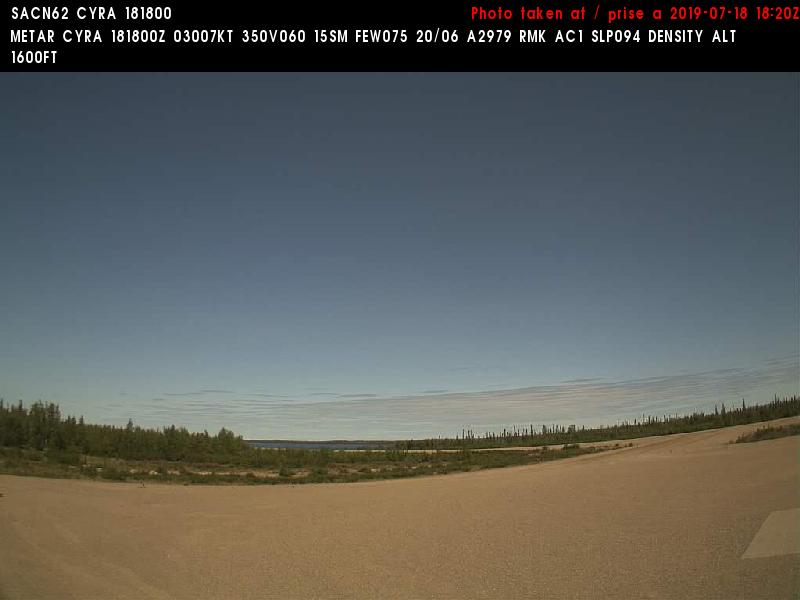 SACN62 CYRA 181800 Photo taken at / prise a 2019-07-18 18:20Z
METAR CYRA 181800Z 03007KT 350V060 15SM FEW075 20/06 A2979 RMK AC1 SLP094 DENSITY ALT
1600FT